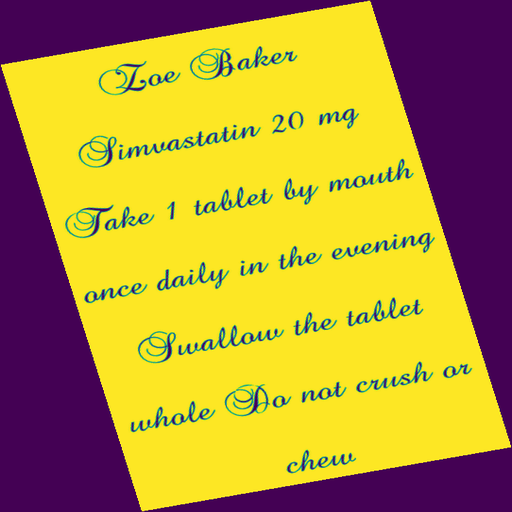 Zoe Baker
Simvastatin 20 mg
Take 1 tablet by mouth
once daily in the evening
Swallow the tablet
whole Do not crush or
chew